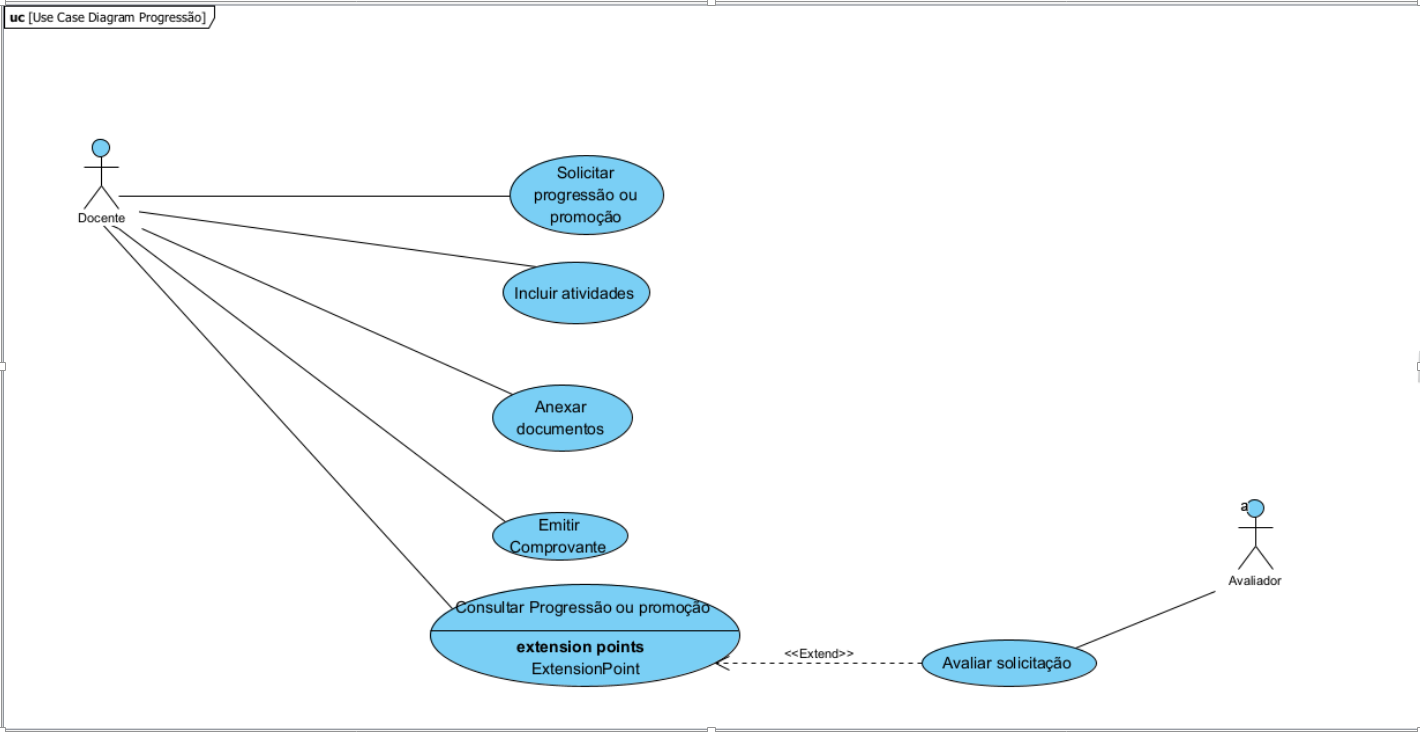 uc [Use Case Diagram Progressão]
Docente
Solicitar
progressão ou
promoção
Incluir atividades
Anexar
documentos
Emitir
Comprovante
Consultar Progressão ou promoção
extension points
ExtensionPoint
<<Extend>>
Avaliar solicitação
a
Avaliador